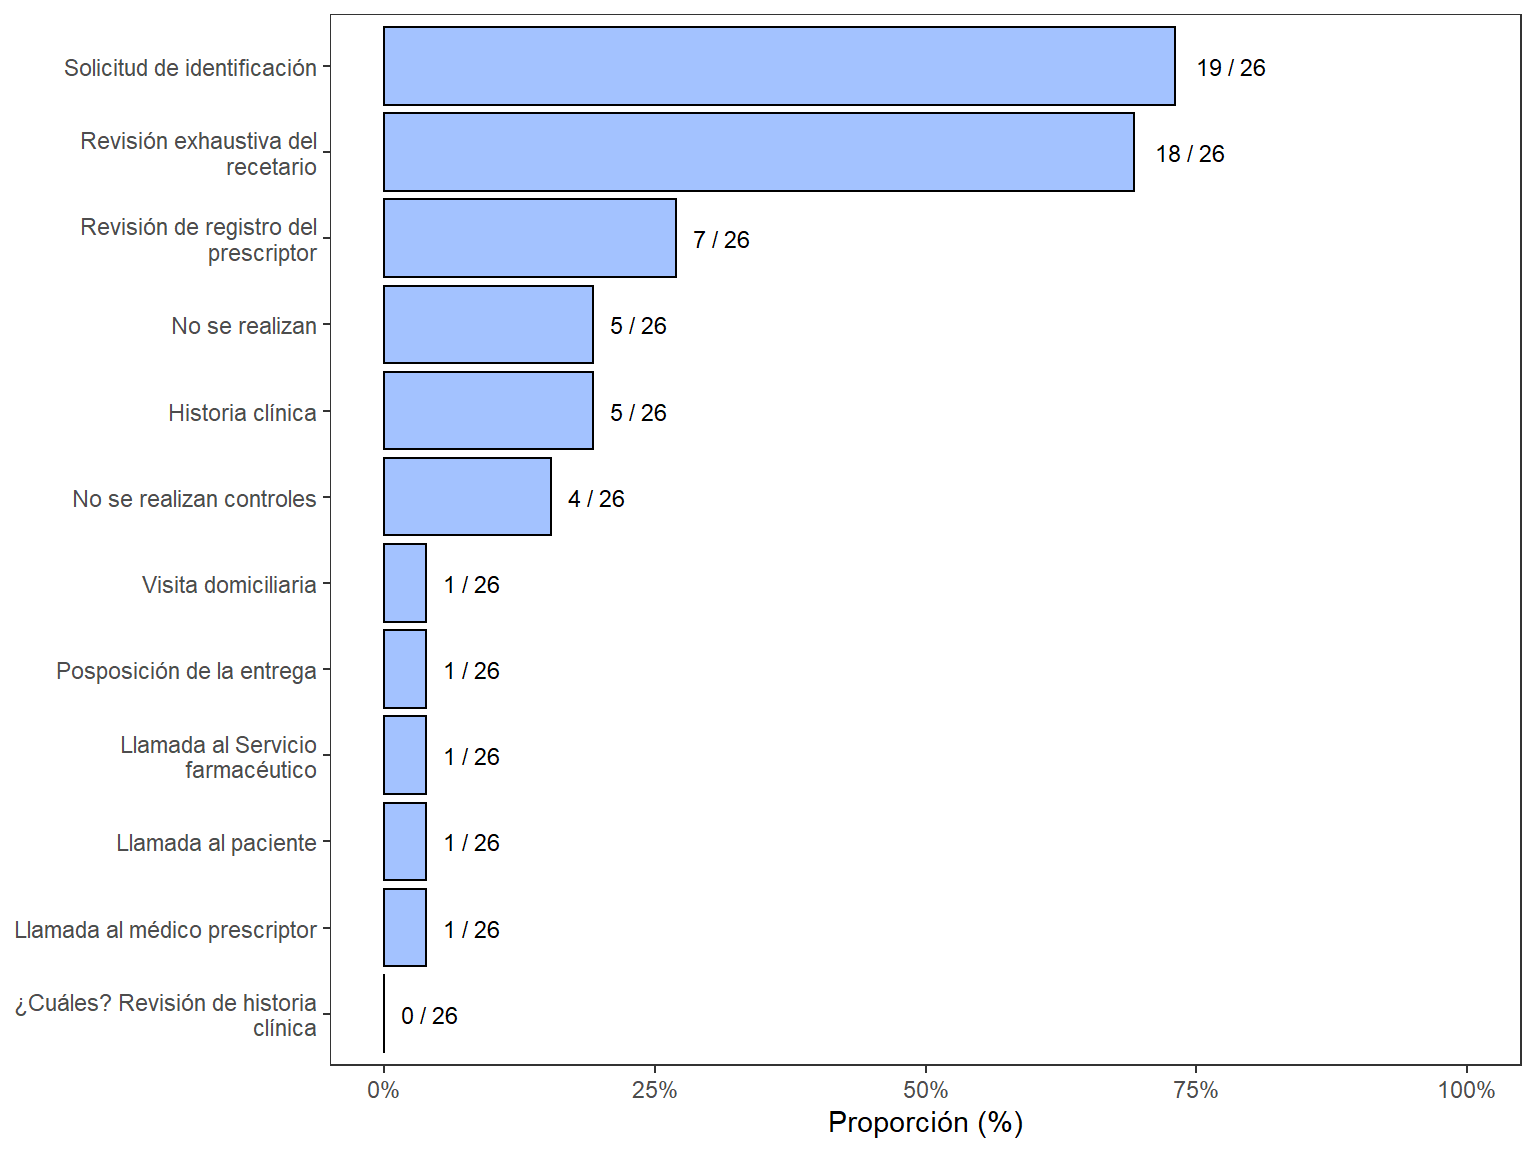 Solicitud de identificación
19 / 26
Revisión exhaustiva del
recetario
18 / 26
Revisión de registro del
prescriptor
7 / 26
No se realizan
5 / 26
Historia clínica
5 / 26
No se realizan controles
4 / 26
Visita domiciliaria
1 / 26
Posposición de la entrega
1 / 26
Llamada al Servicio
farmacéutico
1 / 26
Llamada al paciente
1 / 26
Llamada al médico prescriptor
1 / 26
¿Cuáles? Revisión de historia
clínica
0 / 26
0% 25% 50% 75% 100%
Proporción (%)